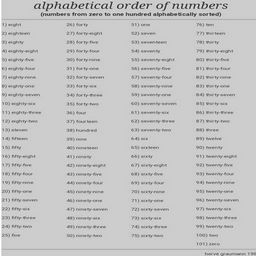 alphabetical order of numbers
(numbers from zero to one hundred alphabetically sorted)
1) eight
2) eighteen
3) eighty
4) eighty-eight
5) eighty-five
6) eighty-four
7) eighty-nine
8) eighty-one
9) eighty-seven
10) eighty-six
11) eighty-three
12) eighty-two
13) eleven
14) fifteen
15) fifty
16) fifty-eight
17) fifty-five
18) fifty-four
19) fifty-nine
20) fifty-one
21) fifty-seven
22) fifty-six
23) fifty-three
24) fifty-two
25) five
26) forty
27) forty-eight
28) forty-five
29) forty-four
30) forty-nine
31) forty-one
32) forty-seven
33) forty-six
34) forty-three
35) forty-two
36) four
37) fourteen
38) hundred
39) nine
40) nineteen
41) ninety
42) ninety-eight
43) ninety-five
44) ninety-four
45) ninety-nine
46) ninety-one
47) ninety-seven
48) ninety-six
49) ninety-three
50) ninety-two
51) one
52) seven
53) seventeen
54) seventy
55) seventy-eight
56) seventy-five
57) seventy-four
58) seventy-nine
59) seventy-one
60) seventy-seven
61) seventy-six
62) seventy-three
63) seventy-two
64) six
65) sixteen
66) sixty
67) sixty-eight
68) sixty-five
69) sixty-four
70) sixty-nine
71) sixty-one
72) sixty-seven
73) sixty-six
74) sixty-three
75) sixty-two
76) ten
77) thirteen
78) thirty
79) thirty-eight
80) thirty-five
81) thirty-four
82) thirty-nine
83) thirty-one
84) thirty-seven
85) thirty-six
86) thirty-three
87) thirty-two
88) three
89) twelve
90) twenty
91) twenty-eight
92) twenty-five
93) twenty-four
94) twenty-nine
95) twenty-one
96) twenty-seven
97) twenty-six
98) twenty-three
99) twenty-two
100) two
101) zero
hervé graumann